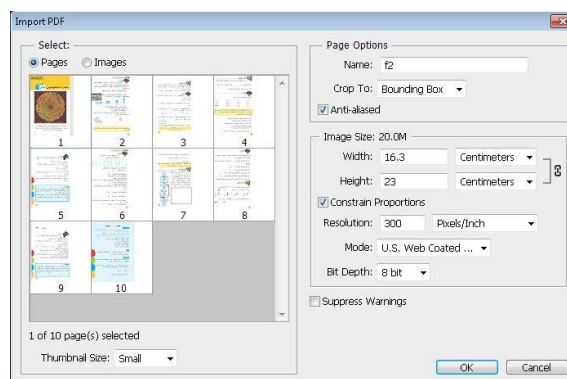 Import PDF
Select:
Pages Images
1 2 3 4
5 6 7 8
9 10
1 of 10 page(s) selected
Thumbnail Size: Small
Page Options
Name: f2
Crop To: Bounding Box
Anti-aliased
Image Size: 20.0M
Width: 16.3 Centimeters
Height: 23 Centimeters
Constrain Proportions
Resolution: 300 Pixels/Inch
Mode: U.S. Web Coated ...
Bit Depth: 8 bit
Suppress Warnings
OK Cancel